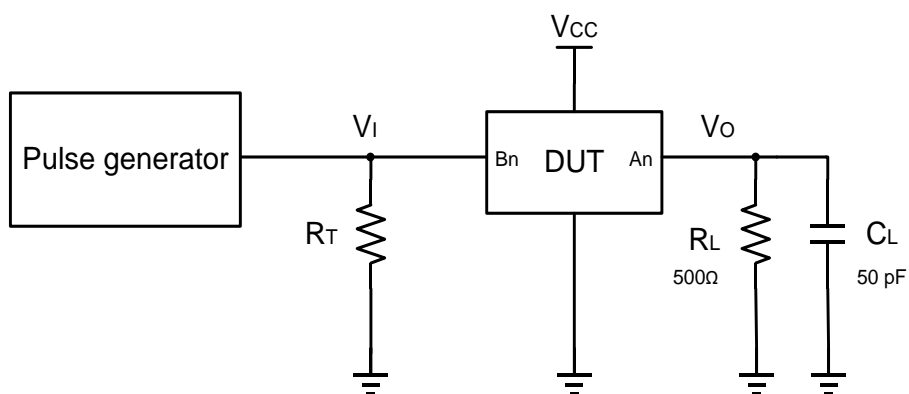 VCC
Pulse generator
VI
Bn
DUT
An
VO
RT
RL
500Ω
CL
50 pF